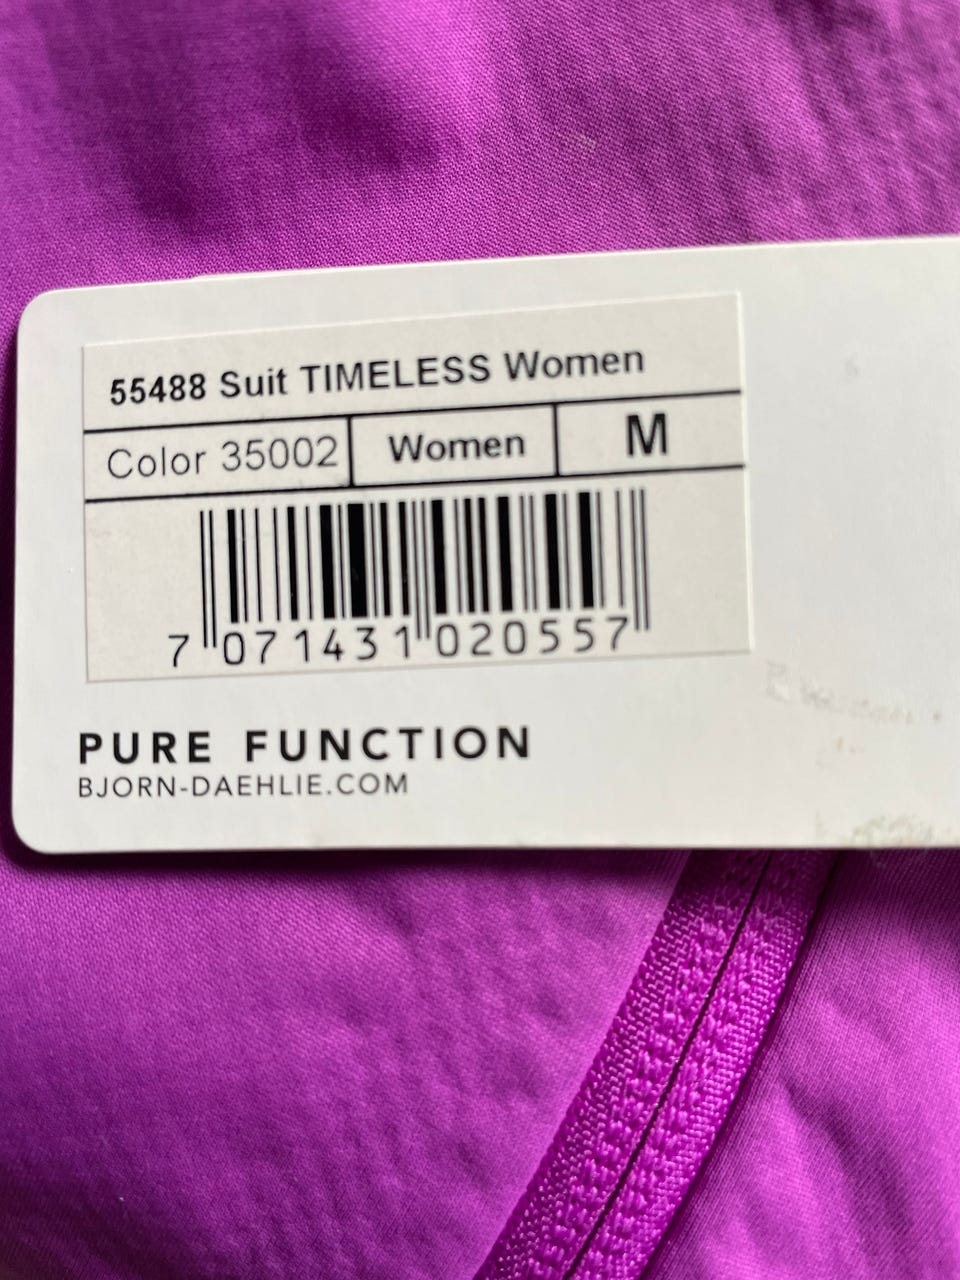 55488 Suit TIMELESS Women
Color 35002 Women M
7 071431 020557
PURE FUNCTION
BJORN-DAEHLIE.COM